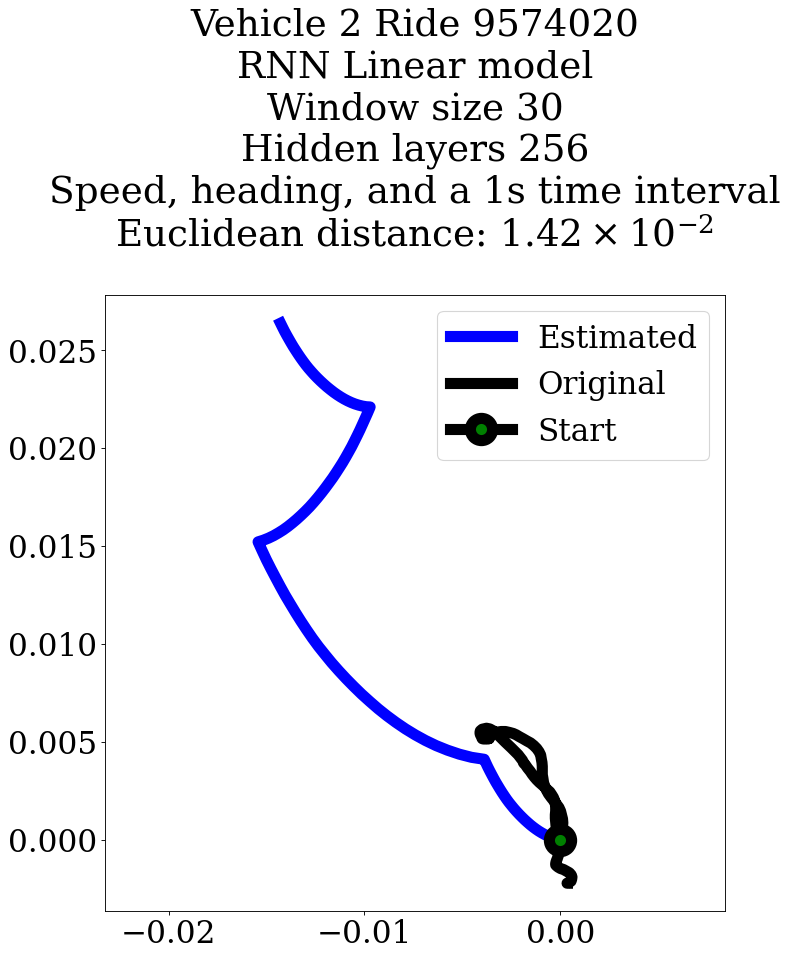 Vehicle 2 Ride 9574020
RNN Linear model
Window size 30
Hidden layers 256
Speed, heading, and a 1s time interval
Euclidean distance: 1.42 × 10⁻²
Estimated
Original
Start
0.025
0.020
0.015
0.010
0.005
0.000
−0.02 −0.01 0.00